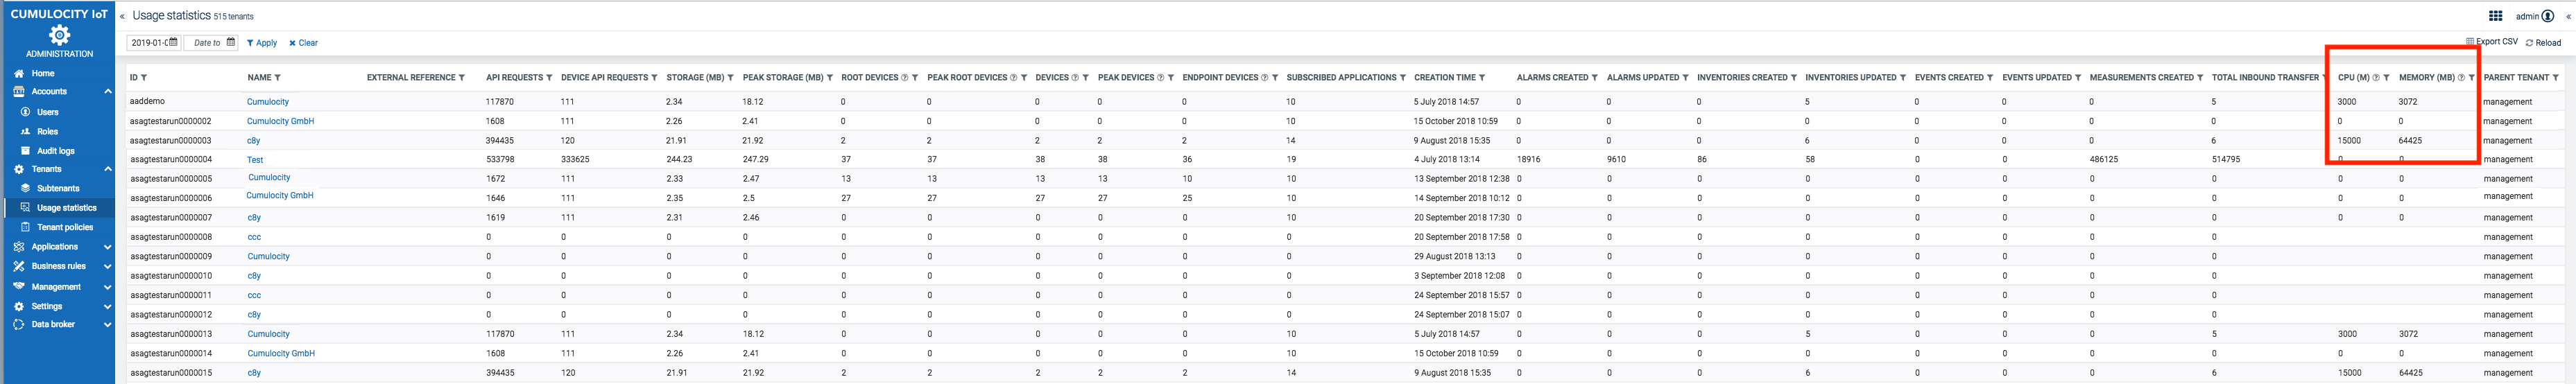 CUMULOCITY IoT
ADMINISTRATION
Home
Accounts
Users
Roles
Audit logs
Tenants
Subtenants
Usage statistics
Tenant policies
Applications
Business rules
Management
Settings
Data broker
« Usage statistics 515 tenants
admin «
2019-01-0 Date to Apply Clear
Export CSV Reload
ID NAME EXTERNAL REFERENCE API REQUESTS DEVICE API REQUESTS STORAGE (MB) PEAK STORAGE (MB) ROOT DEVICES PEAK ROOT DEVICES DEVICES PEAK DEVICES ENDPOINT DEVICES SUBSCRIBED APPLICATIONS CREATION TIME ALARMS CREATED ALARMS UPDATED INVENTORIES CREATED INVENTORIES UPDATED EVENTS CREATED EVENTS UPDATED MEASUREMENTS CREATED TOTAL INBOUND TRANSFER CPU (M) MEMORY (MB) PARENT TENANT
aaddemo Cumulocity 117870 111 2.34 18.12 0 0 0 0 0 10 5 July 2018 14:57 0 0 0 5 0 0 0 5 3000 3072 management
asagtestarun0000002 Cumulocity GmbH 1608 111 2.26 2.41 0 0 0 0 0 10 15 October 2018 10:59 0 0 0 0 0 0 0 0 0 0 management
asagtestarun0000003 c8y 394435 120 21.91 21.92 2 2 2 2 2 14 9 August 2018 15:35 0 0 0 6 0 0 0 6 15000 64425 management
asagtestarun0000004 Test 533798 333625 244.23 247.29 37 37 38 38 36 19 4 July 2018 13:14 18916 9610 86 58 0 0 486125 514795 0 0 management
asagtestarun0000005 Cumulocity 1672 111 2.33 2.47 13 13 13 13 10 10 13 September 2018 12:38 0 0 0 0 0 0 0 0 0 0 management
asagtestarun0000006 Cumulocity GmbH 1646 111 2.35 2.5 27 27 27 27 25 10 14 September 2018 10:12 0 0 0 0 0 0 0 0 0 0 management
asagtestarun0000007 c8y 1619 111 2.31 2.46 0 0 0 0 0 10 20 September 2018 17:30 0 0 0 0 0 0 0 0 0 0 management
asagtestarun0000008 ccc 0 0 0 0 0 0 0 0 0 0 20 September 2018 17:58 0 0 0 0 0 0 0 0 management
asagtestarun0000009 Cumulocity 0 0 0 0 0 0 0 0 0 0 29 August 2018 13:13 0 0 0 0 0 0 0 0 management
asagtestarun0000010 c8y 0 0 0 0 0 0 0 0 0 0 3 September 2018 12:08 0 0 0 0 0 0 0 0 management
asagtestarun0000011 ccc 0 0 0 0 0 0 0 0 0 0 24 September 2018 15:57 0 0 0 0 0 0 0 0 management
asagtestarun0000012 c8y 0 0 0 0 0 0 0 0 0 0 24 September 2018 15:07 0 0 0 0 0 0 0 0 management
asagtestarun0000013 Cumulocity 117870 111 2.34 18.12 0 0 0 0 0 10 5 July 2018 14:57 0 0 0 5 0 0 0 5 3000 3072 management
asagtestarun0000014 Cumulocity GmbH 1608 111 2.26 2.41 0 0 0 0 0 10 15 October 2018 10:59 0 0 0 0 0 0 0 0 0 0 management
asagtestarun0000015 c8y 394435 120 21.91 21.92 2 2 2 2 2 14 9 August 2018 15:35 0 0 0 6 0 0 0 6 15000 64425 management